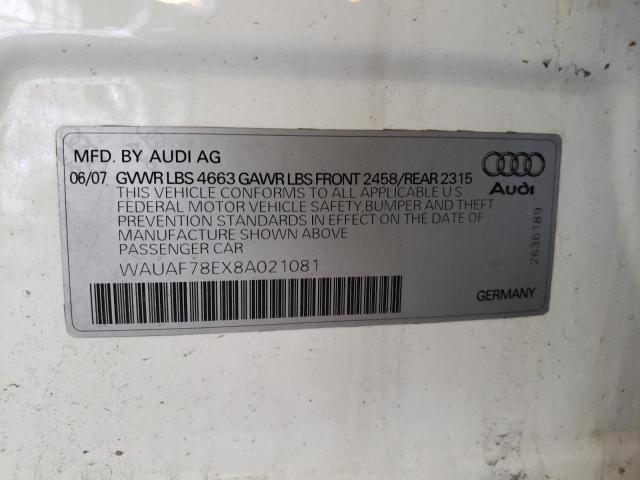 MFD. BY AUDI AG
06/07 GVWR LBS 4663 GAWR LBS FRONT 2458/REAR 2315
THIS VEHICLE CONFORMS TO ALL APPLICABLE U S
FEDERAL MOTOR VEHICLE SAFETY,BUMPER AND THEFT
PREVENTION STANDARDS IN EFFECT ON THE DATE OF
MANUFACTURE SHOWN ABOVE
PASSENGER CAR
WAUAF78EX8A021081
Audi
2636189
GERMANY